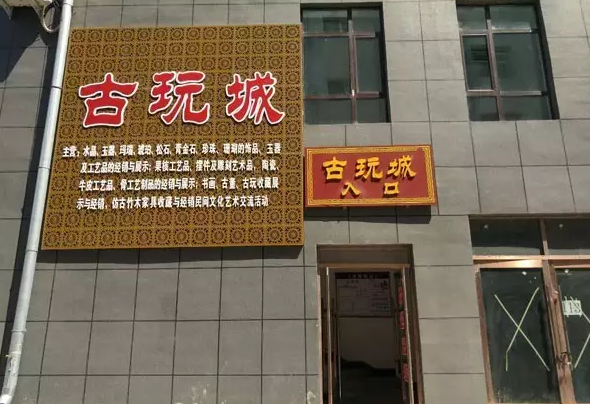 古玩城
主营：水晶、玉器、玛瑙、琥珀、松石、青金石、珍珠、珊瑚的饰品、玉器
及工艺品的经销与展示；果核工艺品、摆件及雕刻艺术品、陶瓷、
牛皮工艺品、骨工艺制品的经销与展示；书画、古董、古玩收藏展
示与经销，仿古竹木家具收藏与经销民间文化艺术交流活动
古玩城
入口